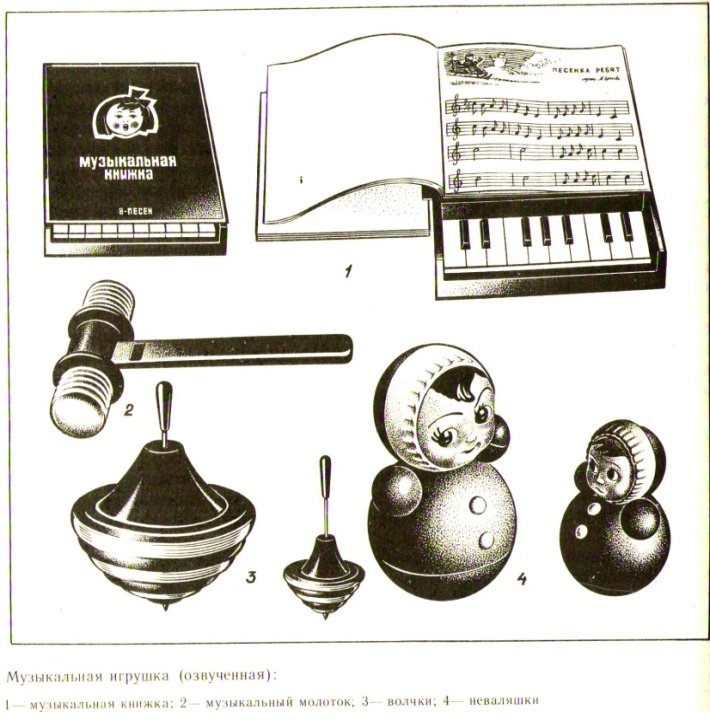 музыкальная
книжка
8-ПЕСЕН
ПЕСЕНКА РЕБЯТ
1
2
3
4
Музыкальная игрушка (озвученная):
1— музыкальная книжка; 2— музыкальный молоток; 3— волчки; 4— неваляшки